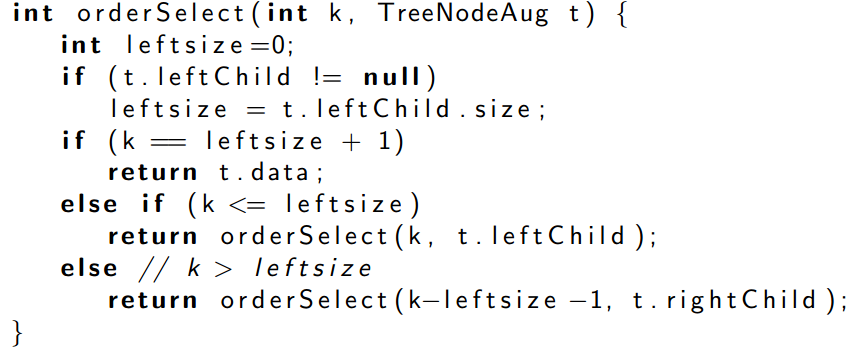 int orderSelect(int k, TreeNodeAug t) {
    int leftsize=0;
    if (t.leftChild != null)
        leftsize = t.leftChild.size;
    if (k == leftsize + 1)
        return t.data;
    else if (k <= leftsize)
        return orderSelect(k, t.leftChild);
    else // k > leftsize
        return orderSelect(k-leftsize -1, t.rightChild);
}